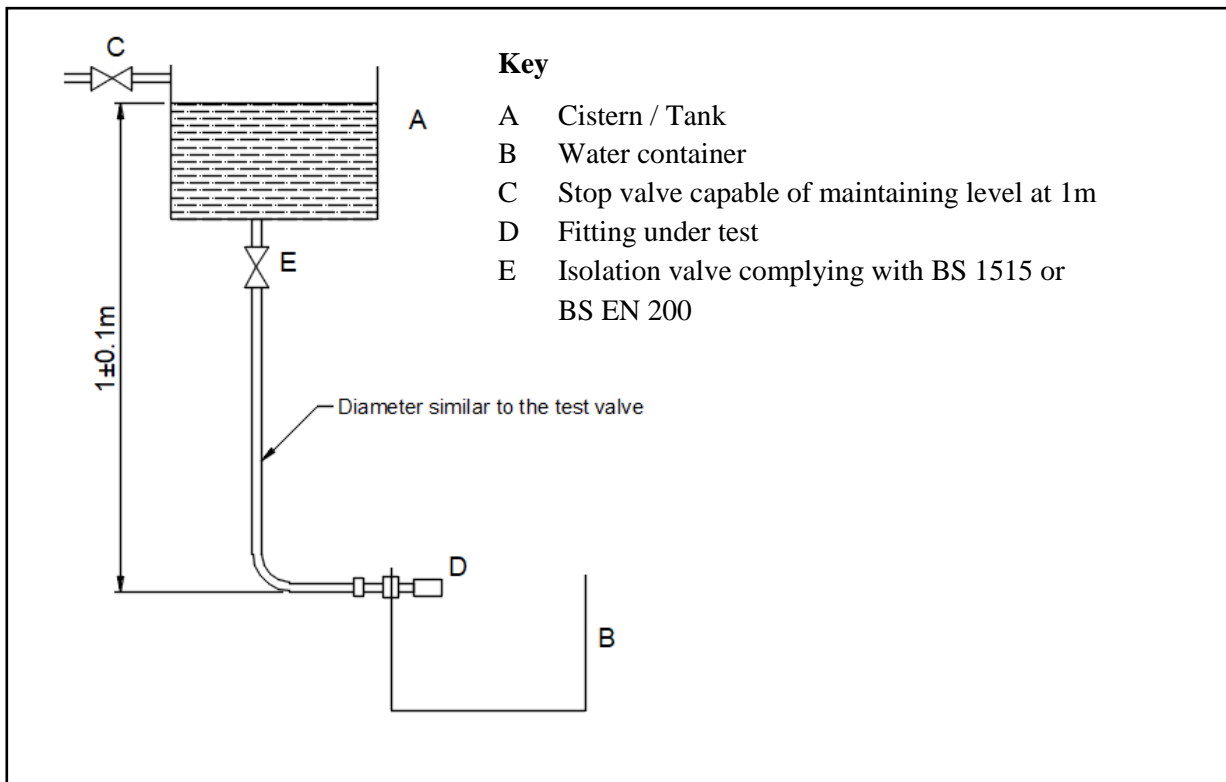 C
Key
A
A Cistern / Tank
B Water container
C Stop valve capable of maintaining level at 1m
D Fitting under test
E
E Isolation valve complying with BS 1515 or
BS EN 200
1±0.1m
Diameter similar to the test valve
D
B